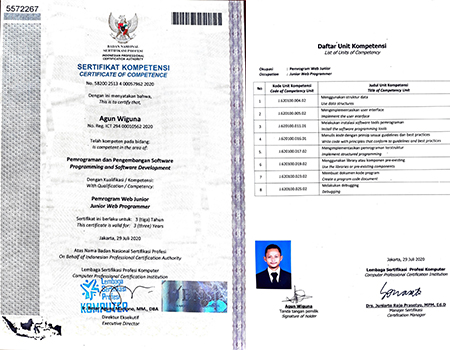 5572267
BADAN NASIONAL
SERTIFIKASI PROFESI
INDONESIAN PROFESSIONAL
CERTIFICATION AUTHORITY
SERTIFIKAT KOMPETENSI
CERTIFICATE OF COMPETENCE
No. 58200 2513 4 00057962 2020
Dengan ini menyatakan bahwa,
This is to certify that,
Agun Wiguna
No. Reg. ICT 294 00010562 2020
Telah kompeten pada bidang:
Is competent in the area of:
Pemrograman dan Pengembangan Software
Programming and Software Development
Dengan Kualifikasi / Kompetensi:
With Qualification / Competency:
Pemrogram Web Junior
Junior Web Programmer
Sertifikat ini berlaku untuk: 3 (tiga) Tahun
This certificate is valid for: 3 (three) Years
Jakarta, 29 Juli 2020
Atas Nama Badan Nasional Sertifikasi Profesi
On Behalf of Indonesian Professional Certification Authority
Lembaga Sertifikasi Profesi Komputer
Computer Professional Certification Institution
Lembaga
Sertifikasi
Profesi
KOMPUTER
MM., DBA
Direktur Eksekutif
Executive Director
Daftar Unit Kompetensi
List of Units of Competency
Okupasi : Pemrogram Web Junior
Occupation : Junior Web Programmer
No Kode Unit Kompetensi Judul Unit Kompetensi
Code of Competency Unit Title of Competency Unit
1 J.620100.004.02 Menggunakan struktur data
Use data structures
2 J.620100.005.02 Mengimplementasikan user interface
Implement the user interface
3 J.620100.011.01 Melakukan instalasi software tools pemrograman
Install the software programming tools
4 J.620100.016.01 Menulis kode dengan prinsip sesuai guidelines dan best practices
Write code with principles that conform to guidelines and best practices
5 J.620100.017.02 Mengimplementasikan pemrograman terstruktur
Implement structured programming
6 J.620100.019.02 Menggunakan library atau komponen pre-existing
Use the libraries or pre-existing components
7 J.620100.023.02 Membuat dokumen kode program
Create a program code document
8 J.620100.025.02 Melakukan debugging
Debugging
Jakarta, 29 Juli 2020
Lembaga Sertifikasi Profesi Komputer
Computer Professional Certification Institution
Agun Wiguna
Tanda tangan pemilik
Signature of holder
Drs. Junianto Raja Prasetyo, MPM, Ed.D
Manajer Sertifikasi
Certification Manager